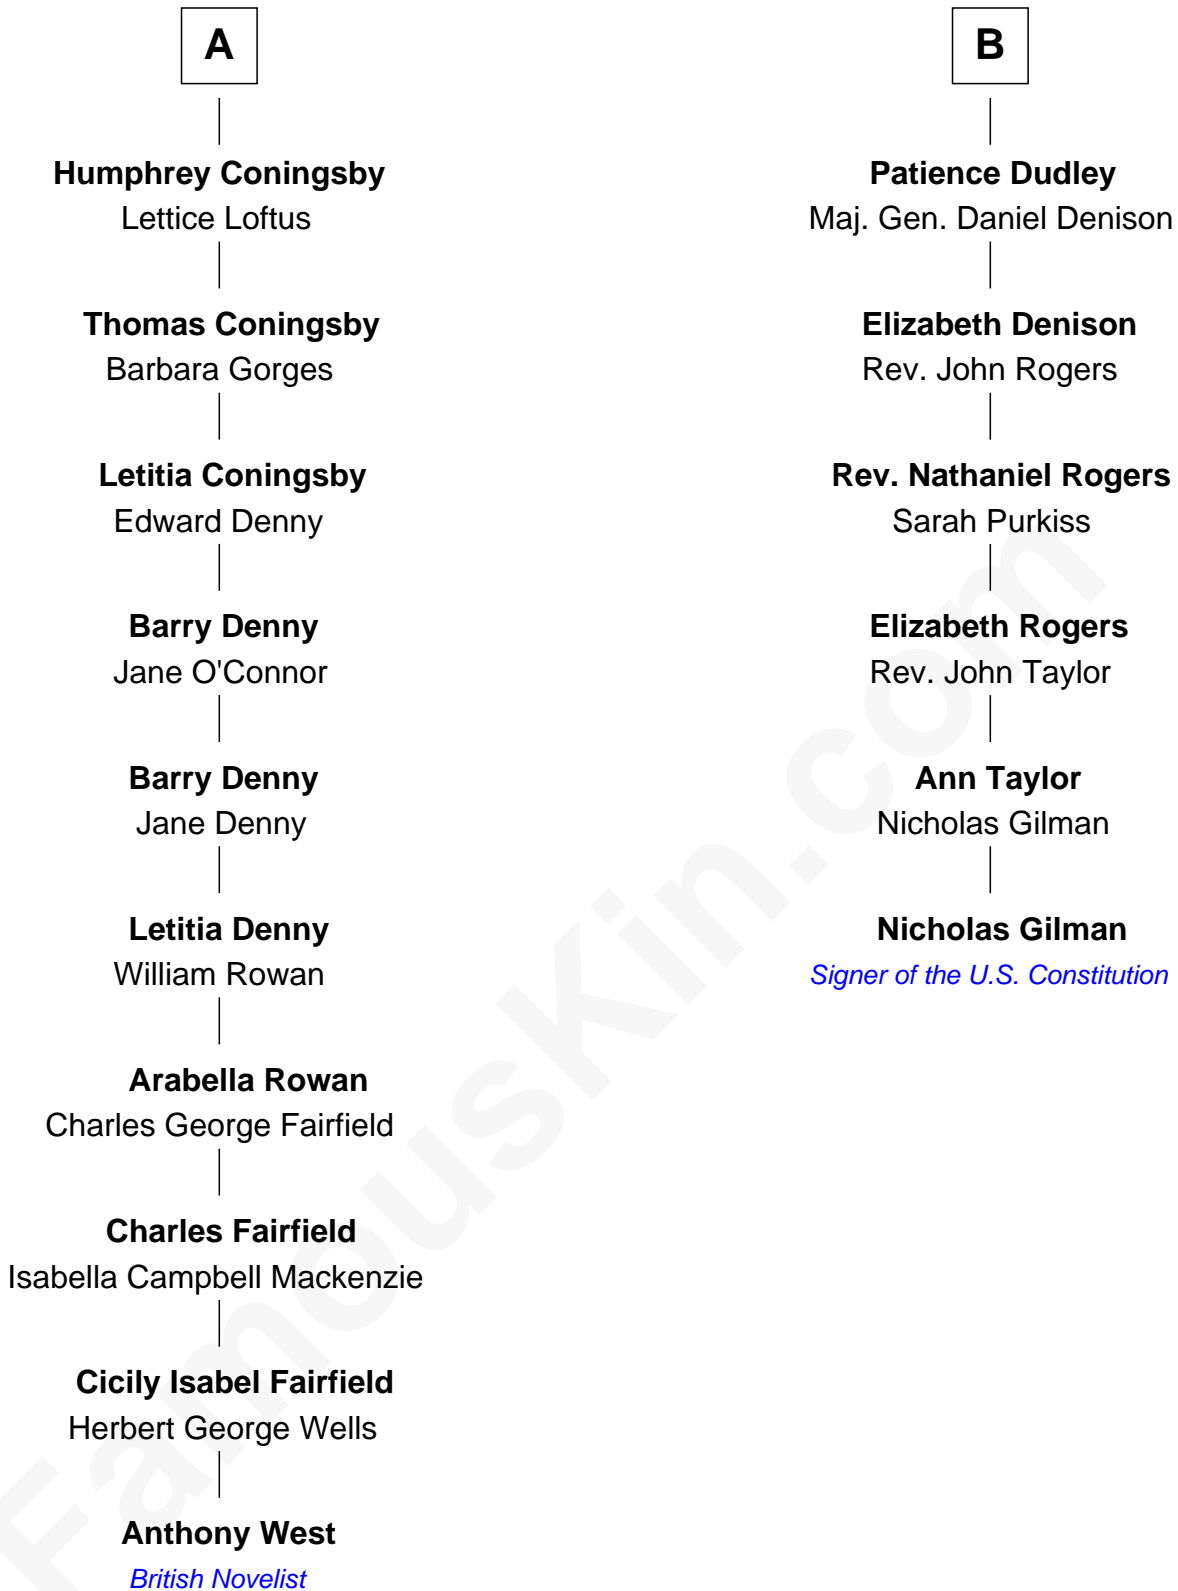 A
Humphrey Coningsby
Lettice Loftus
Thomas Coningsby
Barbara Gorges
Letitia Coningsby
Edward Denny
Barry Denny
Jane O'Connor
Barry Denny
Jane Denny
Letitia Denny
William Rowan
Arabella Rowan
Charles George Fairfield
Charles Fairfield
Isabella Campbell Mackenzie
Cicily Isabel Fairfield
Herbert George Wells
Anthony West
British Novelist
B
Patience Dudley
Maj. Gen. Daniel Denison
Elizabeth Denison
Rev. John Rogers
Rev. Nathaniel Rogers
Sarah Purkiss
Elizabeth Rogers
Rev. John Taylor
Ann Taylor
Nicholas Gilman
Nicholas Gilman
Signer of the U.S. Constitution
FamousKin.com